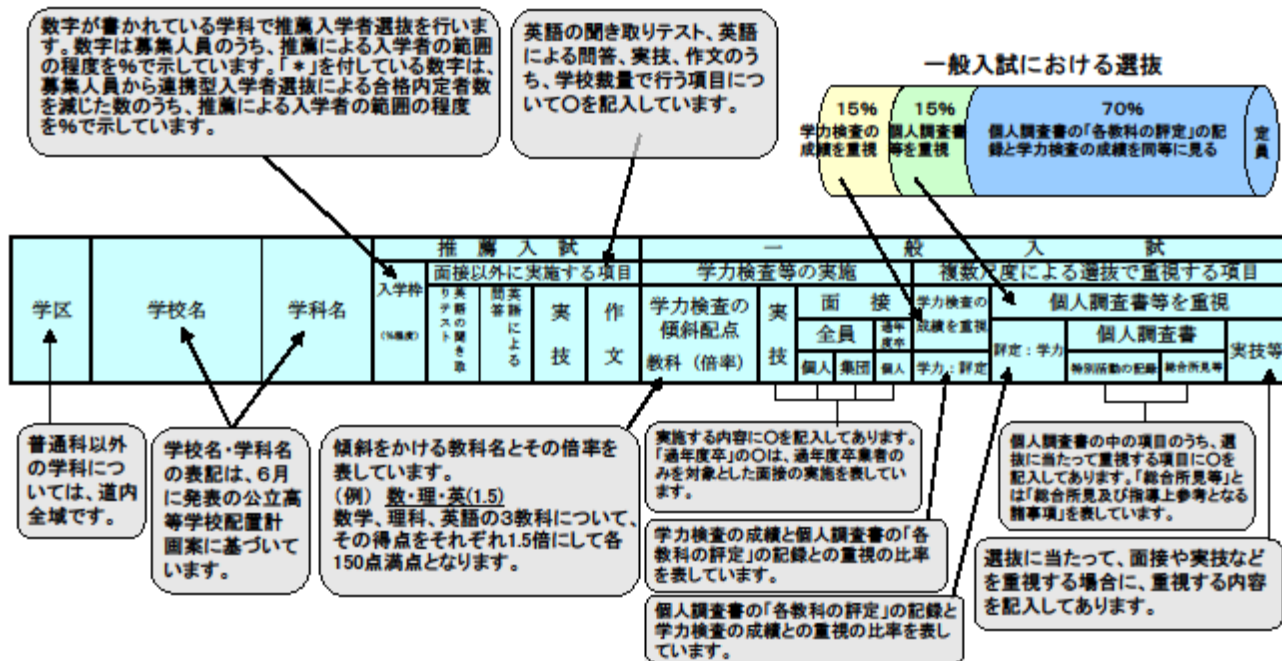 数字が書かれている学科で推薦入学者選抜を行いま
す。数字は募集人員のうち、推薦による入学者の範囲
の程度を%で示しています。「＊」を付している数字は、
募集人員から連携型入学者選抜による合格内定者数
を減じた数のうち、推薦による入学者の範囲の程度
を%で示しています。
英語の聞き取りテスト、英語
による問答、実技、作文のう
ち、学校裁量で行う項目につ
いて○を記入しています。
一般入試における選抜
15%
学力検査の
成績を重視
15%
個人調査書
等を重視
70%
個人調査書の「各教科の評定」の記
録と学力検査の成績を同等に見る
定員
学区
学校名
学科名
推薦入試
入学枠
(%程度)
面接以外に実施する項目
英語の聞き取
りテスト
英語による
問答
実技
作文
一般入試
学力検査等の実施
学力検査の
傾斜配点
教科（倍率）
実技
面接
全員
過年
度卒
個人
集団
個人
複数尺度による選抜で重視する項目
学力検査の
成績を重視
学力：評定
個人調査書等を重視
評定：学力
個人調査書
特別活動の記録
総合所見等
実技等
普通科以外
の学科につ
いては、道内
全域です。
学校名・学科名
の表記は、6月
に発表の公立高
等学校配置計
画案に基づいて
います。
傾斜をかける教科名とその倍率を
表しています。
(例) 数・理・英(1.5)
数学、理科、英語の3教科について、
その得点をそれぞれ1.5倍にして各
150点満点となります。
実施する内容に○を記入してあります。
「過年度卒」の○は、過年度卒業者の
みを対象とした面接の実施を表してい
ます。
学力検査の成績と個人調査書の「各
教科の評定」の記録との重視の比率
を表しています。
個人調査書の「各教科の評定」の記録と
学力検査の成績との重視の比率を表し
ています。
個人調査書の中の項目のうち、選
抜に当たって重視する項目に○を
記入してあります。「総合所見等」と
は「総合所見及び指導上参考となる
諸事項」を表しています。
選抜に当たって、面接や実技など
を重視する場合に、重視する内容
を記入してあります。